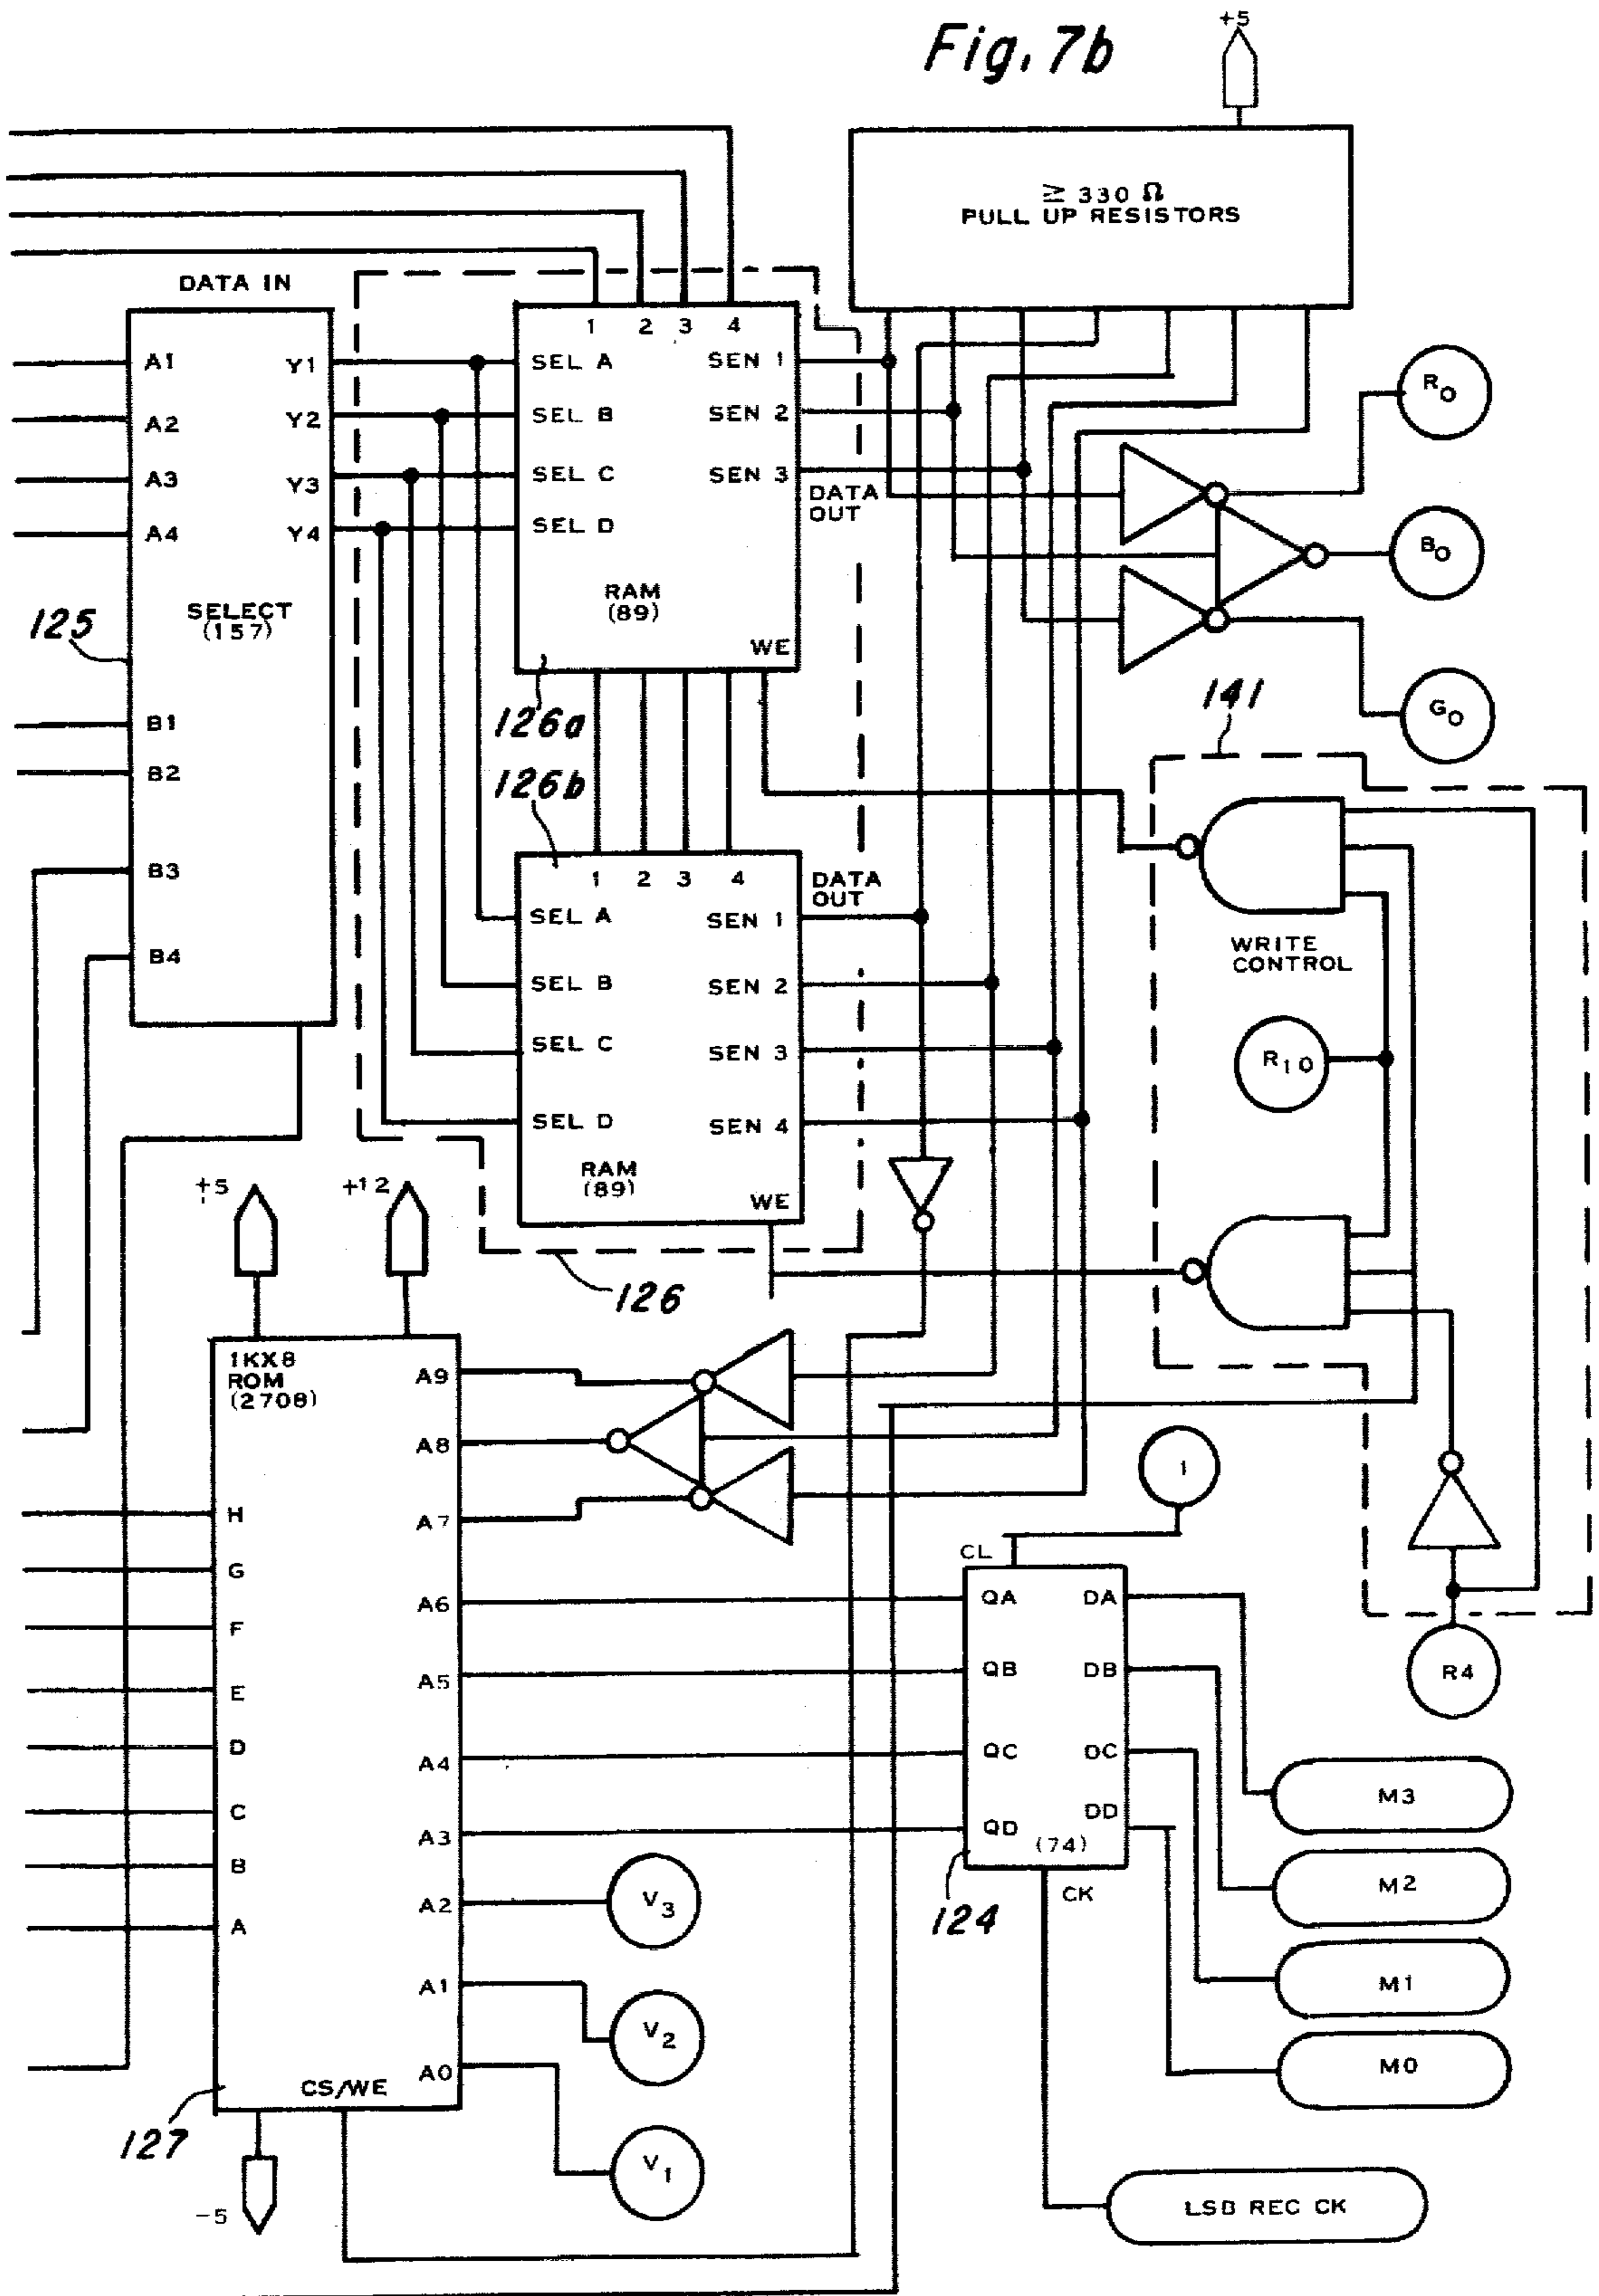 Fig. 7b
+5
≥ 330 Ω
PULL UP RESISTORS
DATA IN
A1
A2
A3
A4
Y1
Y2
Y3
Y4
SELECT
(157)
125
B1
B2
B3
B4
1 2 3 4
SEL A
SEL B
SEL C
SEL D
SEN 1
SEN 2
SEN 3
DATA
OUT
RAM
(89)
WE
126a
126b
1 2 3 4
SEL A
SEL B
SEL C
SEL D
DATA
OUT
SEN 1
SEN 2
SEN 3
SEN 4
RAM
(89)
WE
126
RO
BO
GO
141
WRITE
CONTROL
R10
R4
+5
+12
1KX8
ROM
(2708)
H
G
F
E
D
C
B
A
A9
A8
A7
A6
A5
A4
A3
A2
A1
A0
CS/WE
127
-5
V3
V2
V1
1
CL
QA
QB
QC
QD
DA
DB
DC
DD
(74)
CK
124
M3
M2
M1
M0
LSB REC CK